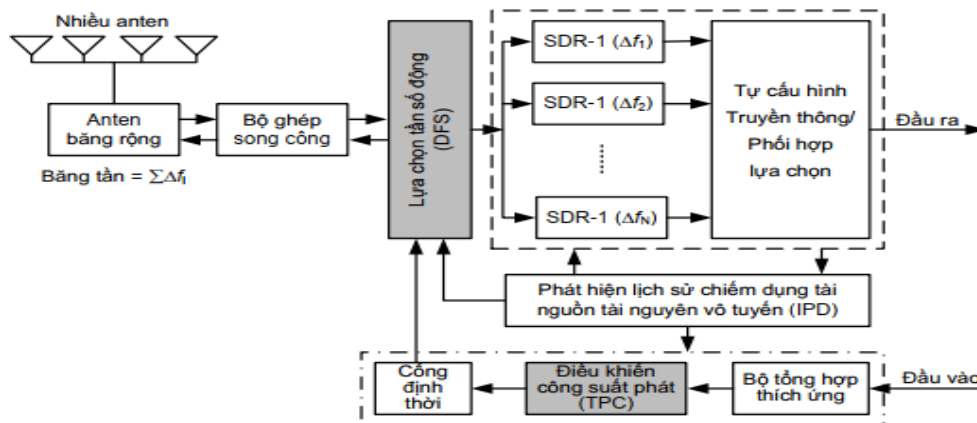 Nhiều anten
Anten
băng rộng
Băng tần = ∑Δfᵢ
Bộ ghép
song công
Lựa chọn tần số động
(DFS)
SDR-1 (Δf₁)
SDR-1 (Δf₂)
SDR-1 (Δf_N)
Tự cấu hình
Truyền thông/
Phối hợp
lựa chọn
Đầu ra
Phát hiện lịch sử chiếm dụng tài
nguồn tài nguyên vô tuyến (IPD)
Cổng
định
thời
Điều khiển
công suất phát
(TPC)
Bộ tổng hợp
thích ứng
Đầu vào